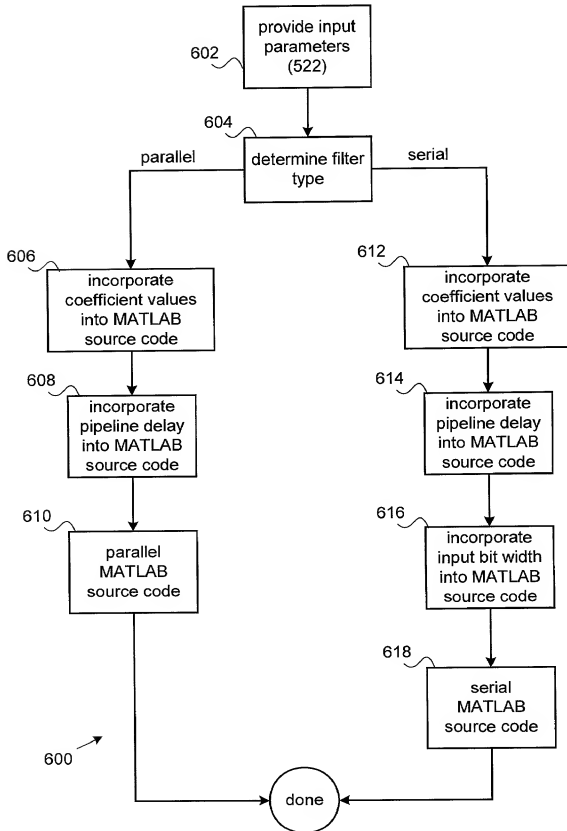 602
provide input
parameters
(522)
604
determine filter
type
parallel
serial
606
incorporate
coefficient values
into MATLAB
source code
608
incorporate
pipeline delay
into MATLAB
source code
610
parallel
MATLAB
source code
612
incorporate
coefficient values
into MATLAB
source code
614
incorporate
pipeline delay
into MATLAB
source code
616
incorporate
input bit width
into MATLAB
source code
618
serial
MATLAB
source code
600
done